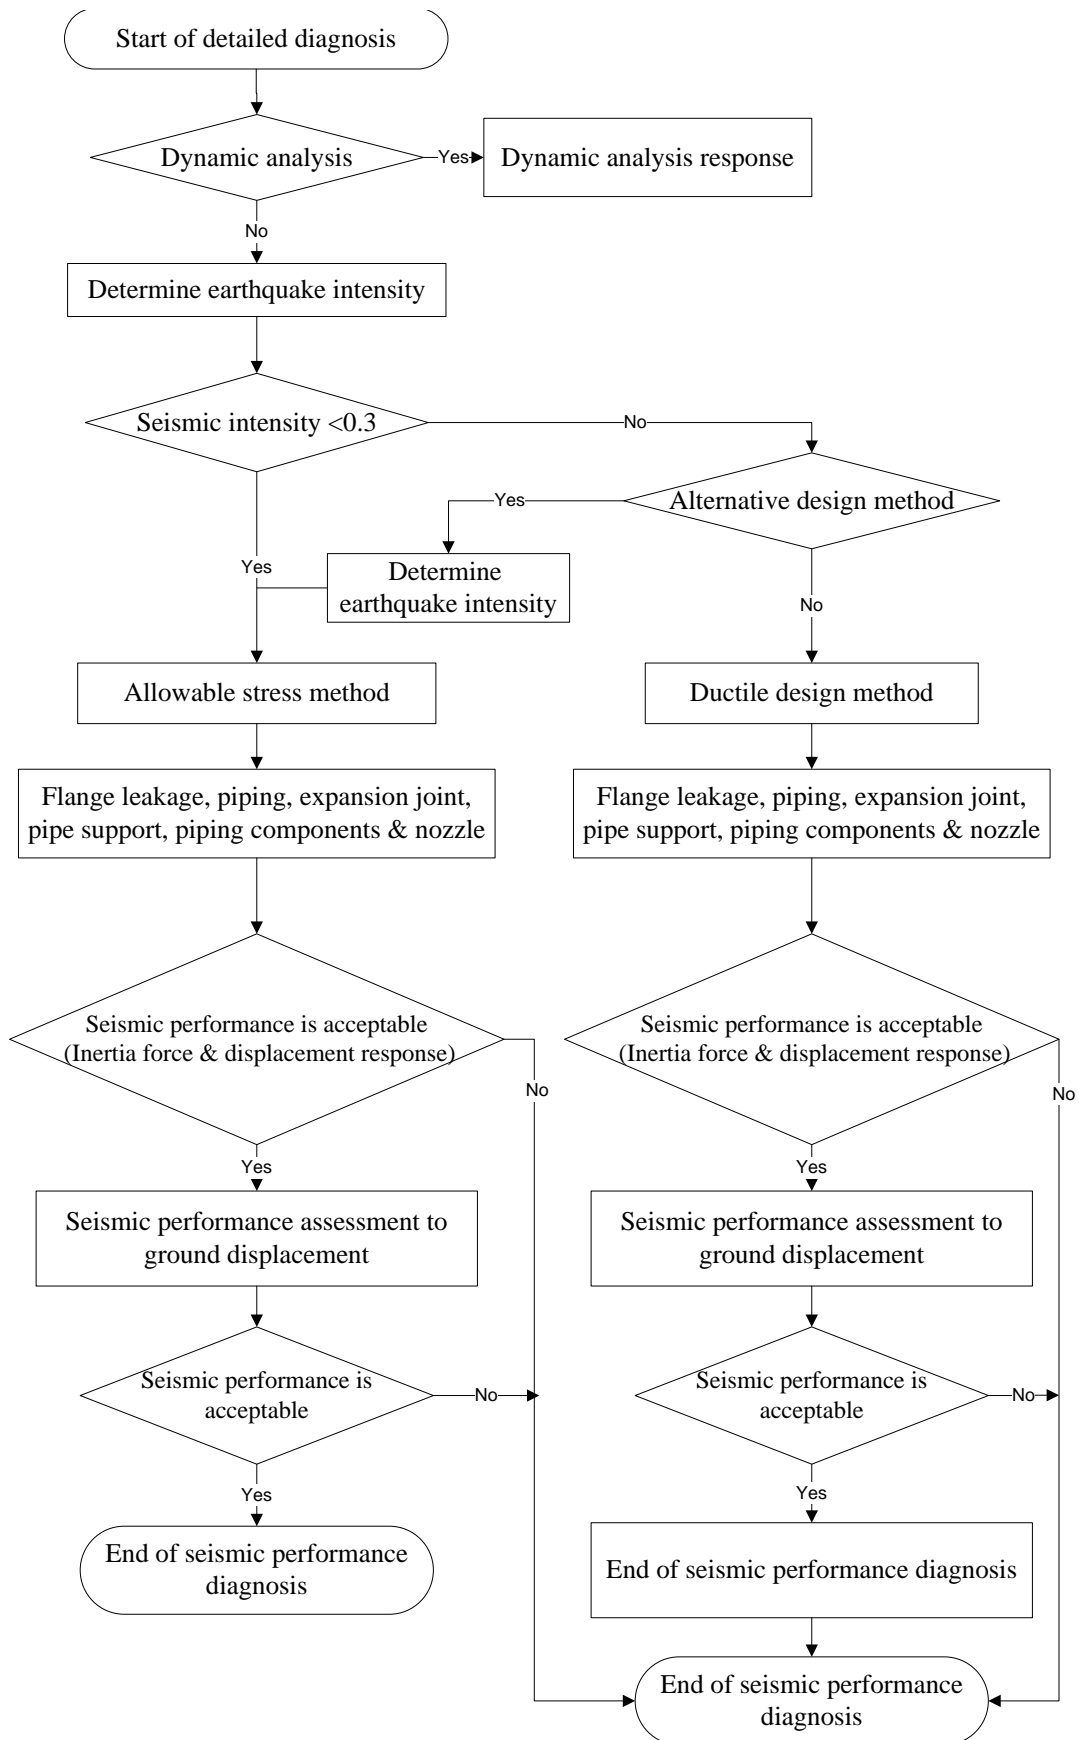 Start of detailed diagnosis
Dynamic analysis
Yes
Dynamic analysis response
No
Determine earthquake intensity
Seismic intensity <0.3
No
Alternative design method
Yes
Yes
Determine
earthquake intensity
No
Allowable stress method
Ductile design method
Flange leakage, piping, expansion joint,
pipe support, piping components & nozzle
Flange leakage, piping, expansion joint,
pipe support, piping components & nozzle
Seismic performance is acceptable
(Inertia force & displacement response)
No
Seismic performance is acceptable
(Inertia force & displacement response)
No
Yes
Yes
Seismic performance assessment to
ground displacement
Seismic performance assessment to
ground displacement
Seismic performance is
acceptable
No
Seismic performance is
acceptable
No
Yes
Yes
End of seismic performance
diagnosis
End of seismic performance diagnosis
End of seismic performance
diagnosis